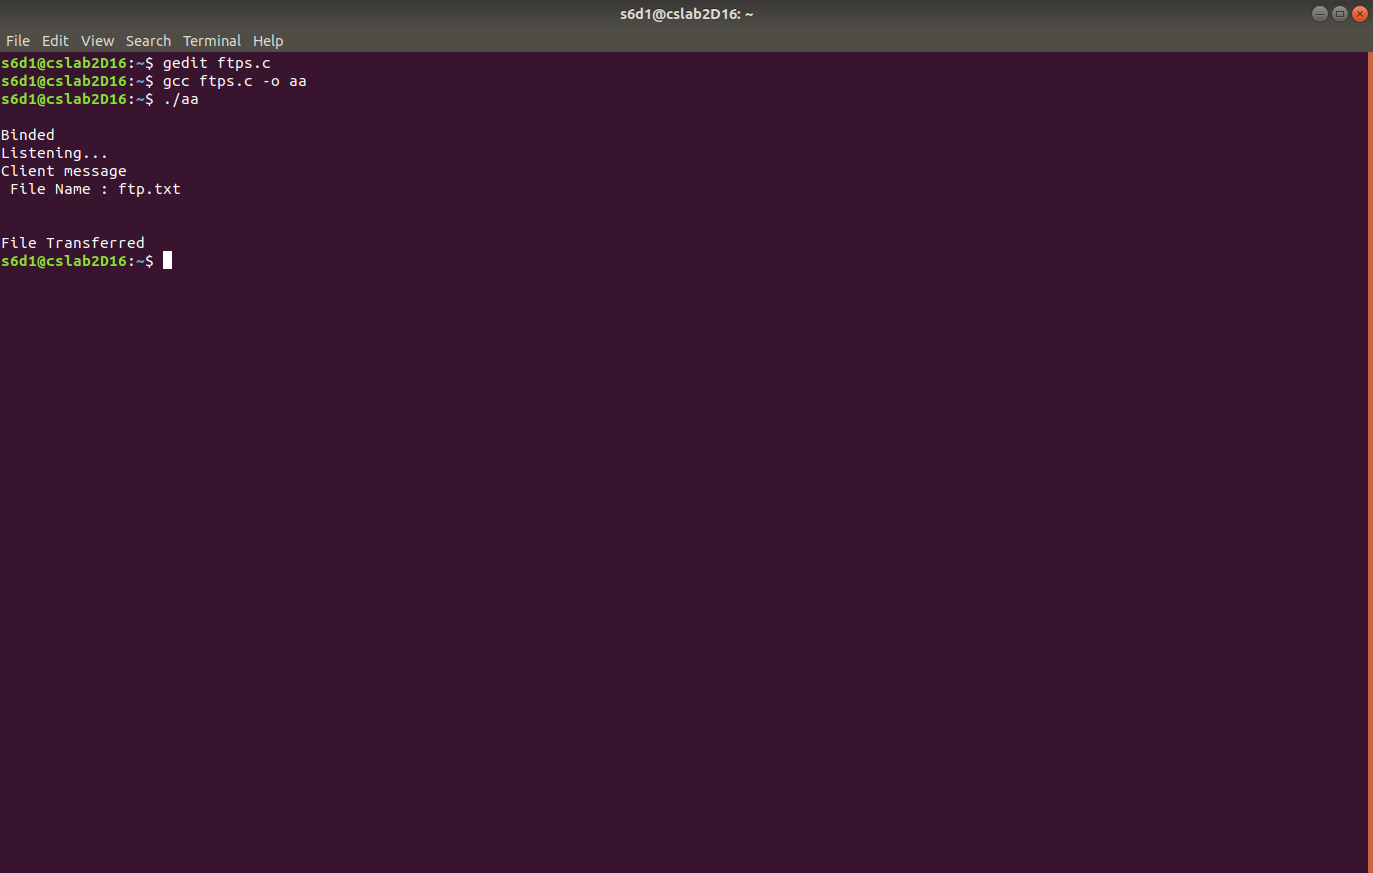 s6d1@cslab2D16: ~
File Edit View Search Terminal Help
s6d1@cslab2D16:~$ gedit ftps.c
s6d1@cslab2D16:~$ gcc ftps.c -o aa
s6d1@cslab2D16:~$ ./aa
Binded
Listening...
Client message
File Name : ftp.txt
File Transferred
s6d1@cslab2D16:~$